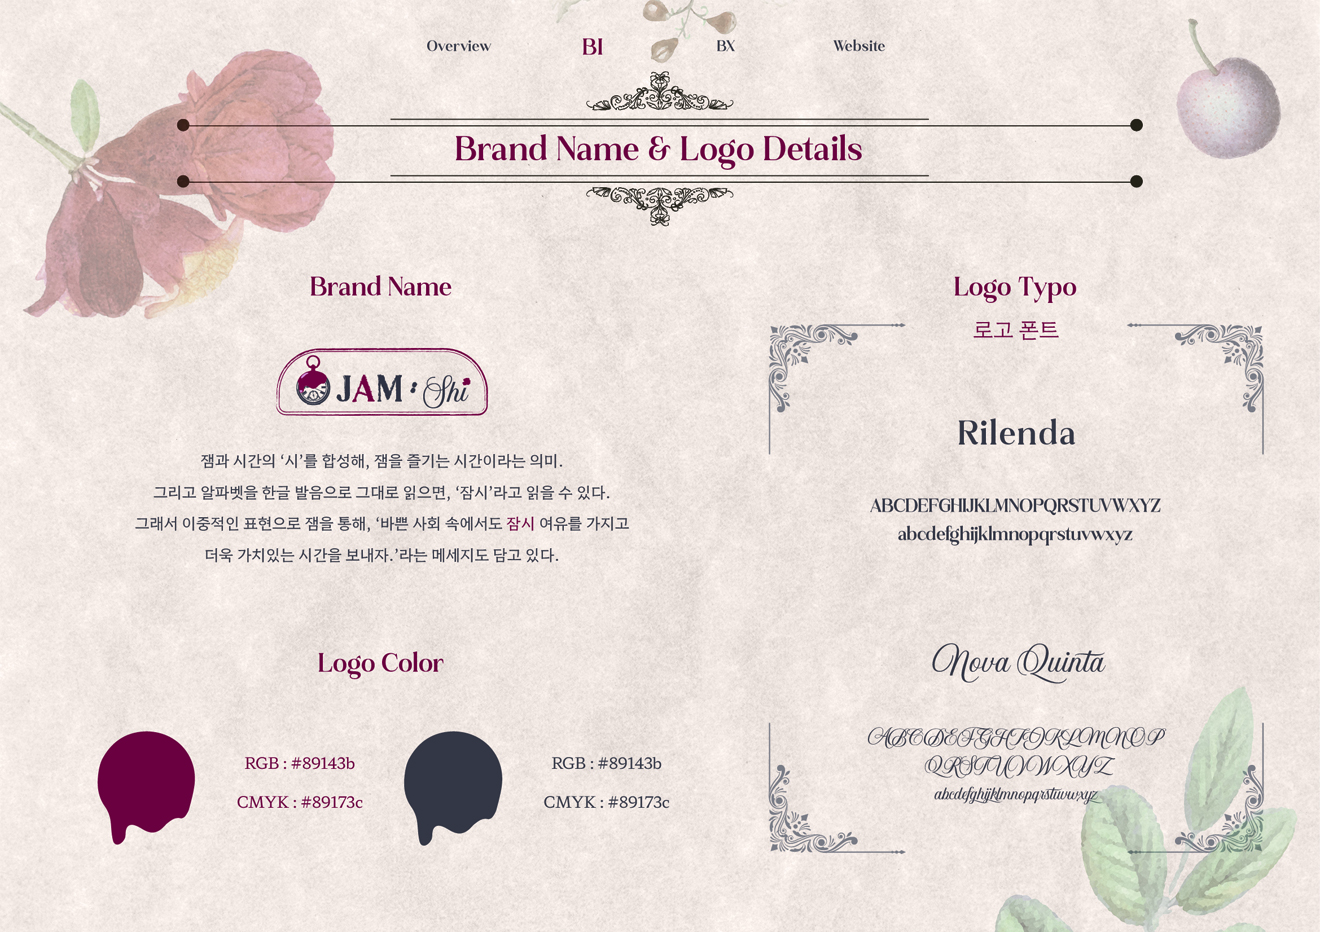 Overview BI BX Website
Brand Name & Logo Details
Brand Name
JAM : Shi
잼과 시간의 ‘시’를 합성해, 잼을 즐기는 시간이라는 의미.
그리고 알파벳을 한글 발음으로 그대로 읽으면, ‘잠시’라고 읽을 수 있다.
그래서 이중적인 표현으로 잼을 통해, ‘바쁜 사회 속에서도 잠시 여유를 가지고
더욱 가치있는 시간을 보내자.’라는 메세지도 담고 있다.
Logo Color
RGB : #89143b
CMYK : #89173c
RGB : #89143b
CMYK : #89173c
Logo Typo
로고 폰트
Rilenda
ABCDEFGHIJKLMNOPQRSTUVWXYZ
abcdefghijklmnopqrstuvwxyz
Nova Quinta
ABCDEFGHIJKLMNOP
QRSTUVWXYZ
abcdefghijklmnopqrstuvwxyz